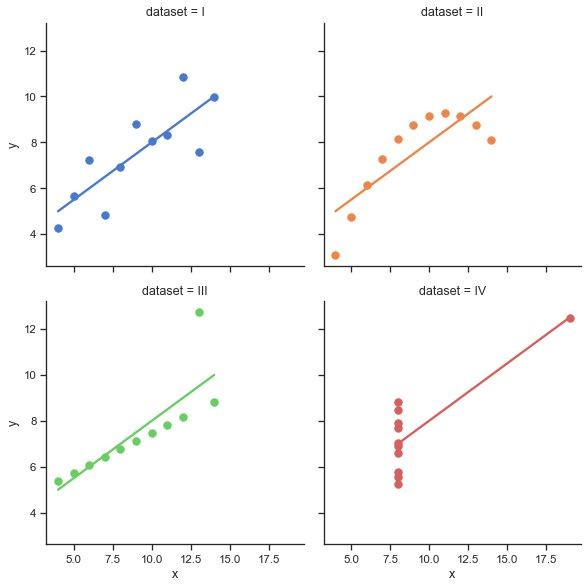 dataset = I
dataset = II
12
10
8
6
4
y
dataset = III
dataset = IV
12
10
8
6
4
y
5.0 7.5 10.0 12.5 15.0 17.5
5.0 7.5 10.0 12.5 15.0 17.5
x
x